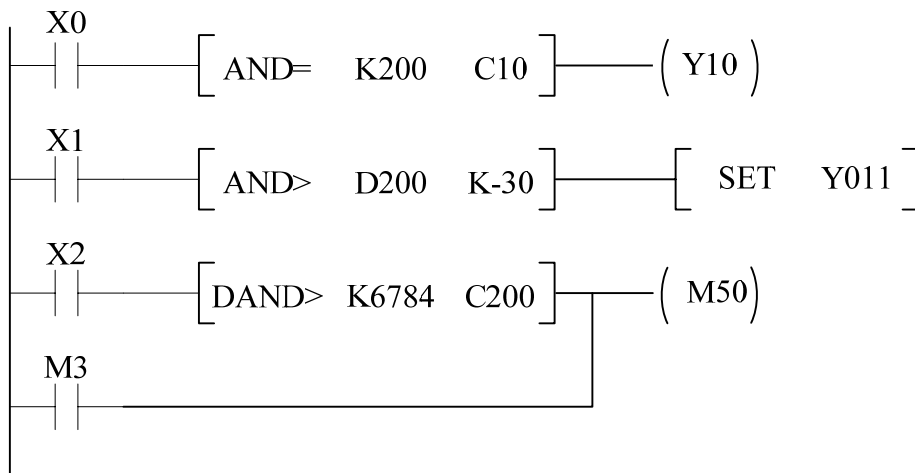 X0
AND= K200 C10 Y10
X1
AND> D200 K-30 SET Y011
X2
DAND> K6784 C200 M50
M3